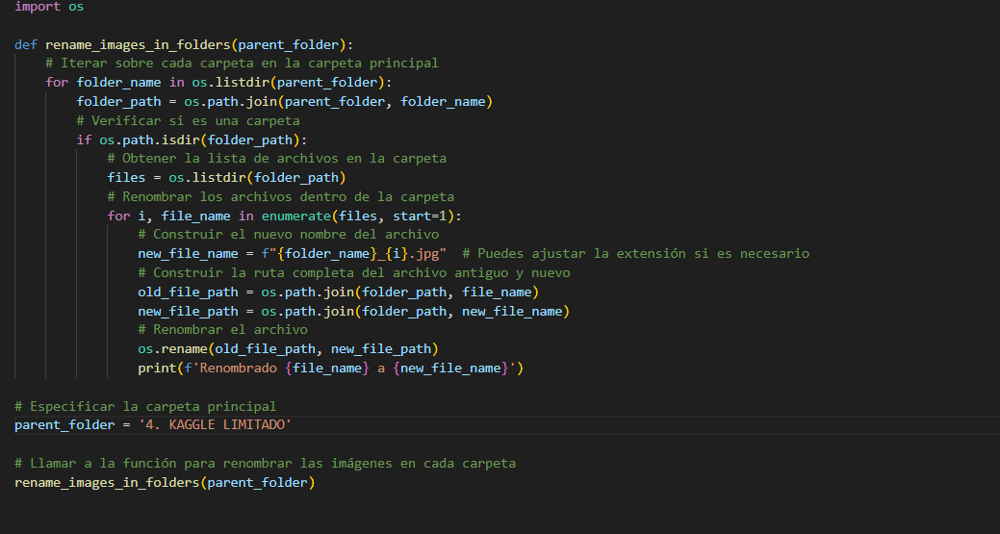 import os
def rename_images_in_folders(parent_folder):
# Iterar sobre cada carpeta en la carpeta principal
for folder_name in os.listdir(parent_folder):
folder_path = os.path.join(parent_folder, folder_name)
# Verificar si es una carpeta
if os.path.isdir(folder_path):
# Obtener la lista de archivos en la carpeta
files = os.listdir(folder_path)
# Renombrar los archivos dentro de la carpeta
for i, file_name in enumerate(files, start=1):
# Construir el nuevo nombre del archivo
new_file_name = f"{folder_name}_{i}.jpg"  # Puedes ajustar la extensión si es necesario
# Construir la ruta completa del archivo antiguo y nuevo
old_file_path = os.path.join(folder_path, file_name)
new_file_path = os.path.join(folder_path, new_file_name)
# Renombrar el archivo
os.rename(old_file_path, new_file_path)
print(f'Renombrado {file_name} a {new_file_name}')
# Especificar la carpeta principal
parent_folder = '4. KAGGLE LIMITADO'
# Llamar a la función para renombrar las imágenes en cada carpeta
rename_images_in_folders(parent_folder)